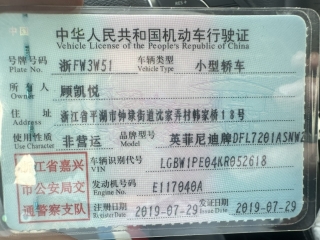 中华人民共和国机动车行驶证
Vehicle License of the People's Republic of China
号牌号码 浙FW3W51 车辆类型 小型轿车
Plate No. Vehicle Type
所有人 顾凯悦
Owner
住址 浙江省平湖市钟埭街道沈家弄村韩家桥18号
Address
使用性质 非营运 品牌型号 英菲尼迪牌DFL7201ASNW2
Use Character Model
江省嘉兴 车辆识别代号 LGBW1PE04KR052618
VIN
市公安局交 发动机号码 E117040A
Engine No.
通警察支队 注册日期 2019-07-29 发证日期 2019-07-29
Register Date Issue Date